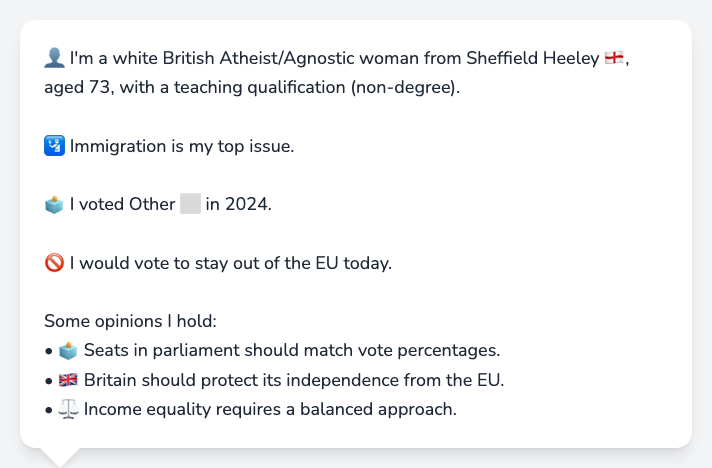 👤 I'm a white British Atheist/Agnostic woman from Sheffield Heeley 🏴󠁧󠁢󠁥󠁮󠁧󠁿,
aged 73, with a teaching qualification (non-degree).
🛂 Immigration is my top issue.
🗳️ I voted Other ⬜ in 2024.
🚫 I would vote to stay out of the EU today.
Some opinions I hold:
• 🗳️ Seats in parliament should match vote percentages.
• 🇬🇧 Britain should protect its independence from the EU.
• ⚖️ Income equality requires a balanced approach.